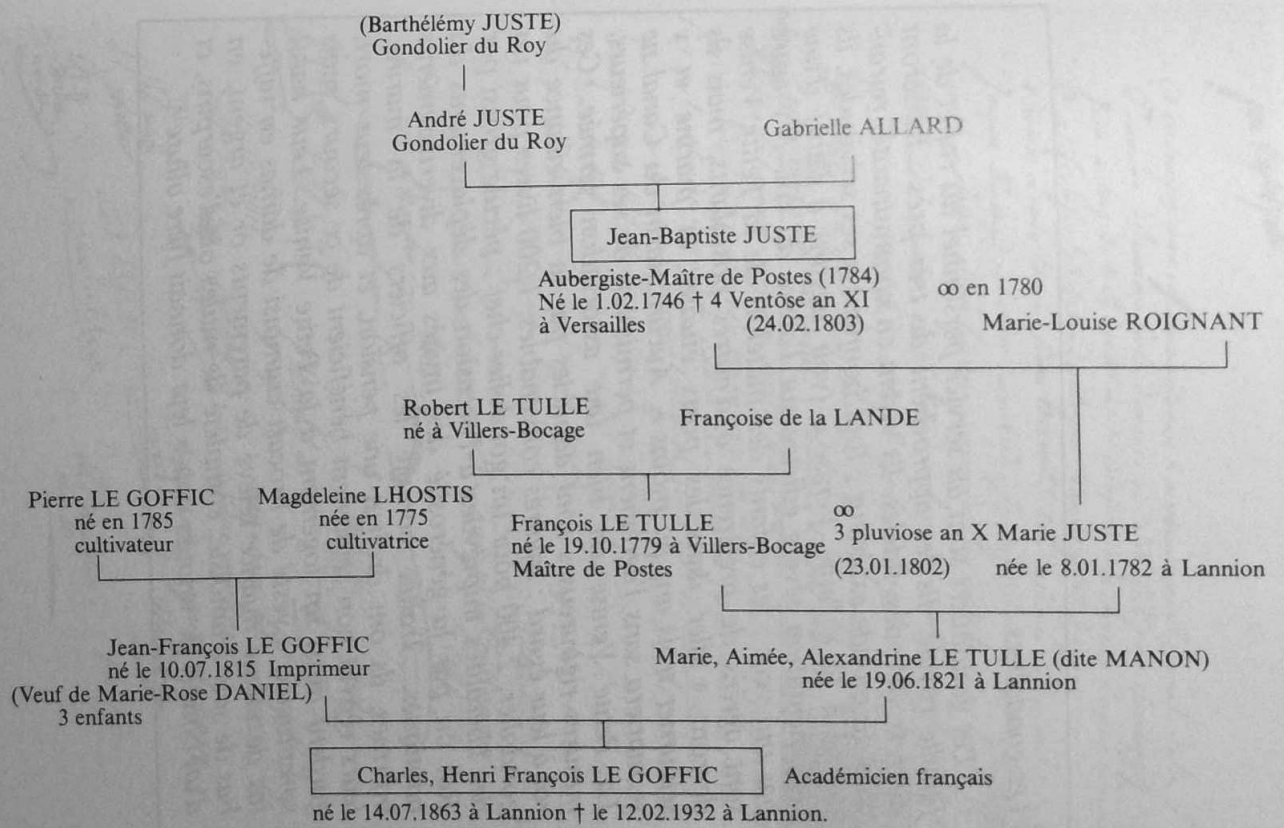 (Barthélémy JUSTE)
Gondolier du Roy
André JUSTE
Gondolier du Roy
Gabrielle ALLARD
Jean-Baptiste JUSTE
Aubergiste-Maître de Postes (1784)
Né le 1.02.1746 † 4 Ventôse an XI
à Versailles (24.02.1803)
∞ en 1780
Marie-Louise ROIGNANT
Robert LE TULLE
né à Villers-Bocage
Françoise de la LANDE
Pierre LE GOFFIC
né en 1785
cultivateur
Magdeleine LHOSTIS
née en 1775
cultivatrice
François LE TULLE
né le 19.10.1779 à Villers-Bocage
Maître de Postes
∞
3 pluviose an X
(23.01.1802)
Marie JUSTE
née le 8.01.1782 à Lannion
Jean-François LE GOFFIC
né le 10.07.1815 Imprimeur
(Veuf de Marie-Rose DANIEL)
3 enfants
Marie, Aimée, Alexandrine LE TULLE (dite MANON)
née le 19.06.1821 à Lannion
Charles, Henri François LE GOFFIC
Académicien français
né le 14.07.1863 à Lannion † le 12.02.1932 à Lannion.